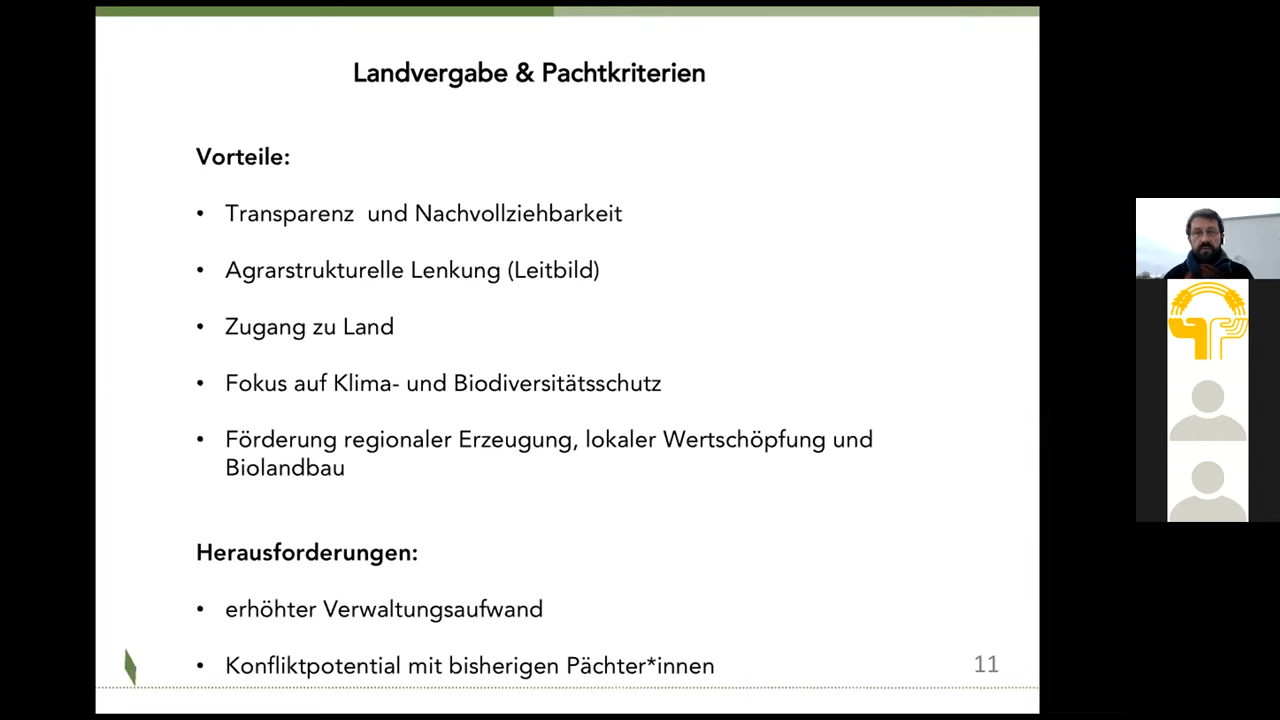 Landvergabe & Pachtkriterien
Vorteile:
• Transparenz und Nachvollziehbarkeit
• Agrarstrukturelle Lenkung (Leitbild)
• Zugang zu Land
• Fokus auf Klima- und Biodiversitätsschutz
• Förderung regionaler Erzeugung, lokaler Wertschöpfung und
Biolandbau
Herausforderungen:
• erhöhter Verwaltungsaufwand
• Konfliktpotential mit bisherigen Pächter*innen
11